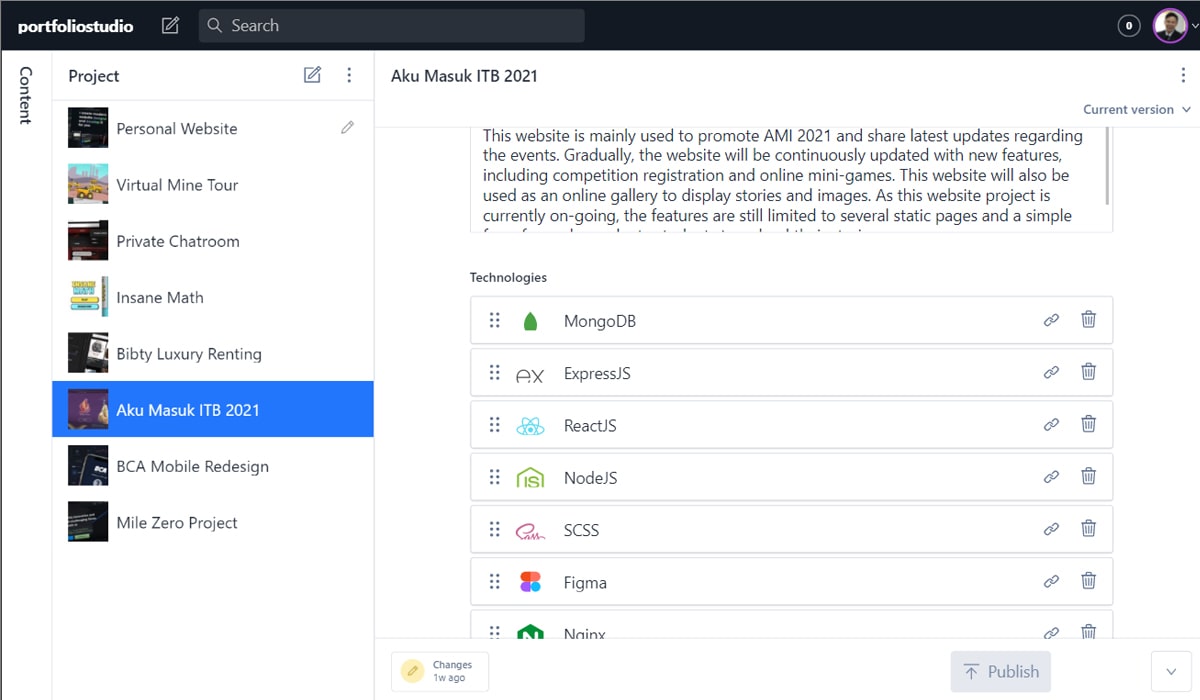 portfoliostudio
Search
0
Content
Project
Personal Website
Virtual Mine Tour
Private Chatroom
Insane Math
Bibty Luxury Renting
Aku Masuk ITB 2021
BCA Mobile Redesign
Mile Zero Project
Aku Masuk ITB 2021
Current version
This website is mainly used to promote AMI 2021 and share latest updates regarding
the events. Gradually, the website will be continuously updated with new features,
including competition registration and online mini-games. This website will also be
used as an online gallery to display stories and images. As this website project is
currently on-going, the features are still limited to several static pages and a simple
Technologies
MongoDB
ex ExpressJS
ReactJS
JS NodeJS
Sass SCSS
Figma
N Nginx
Changes
1w ago
Publish